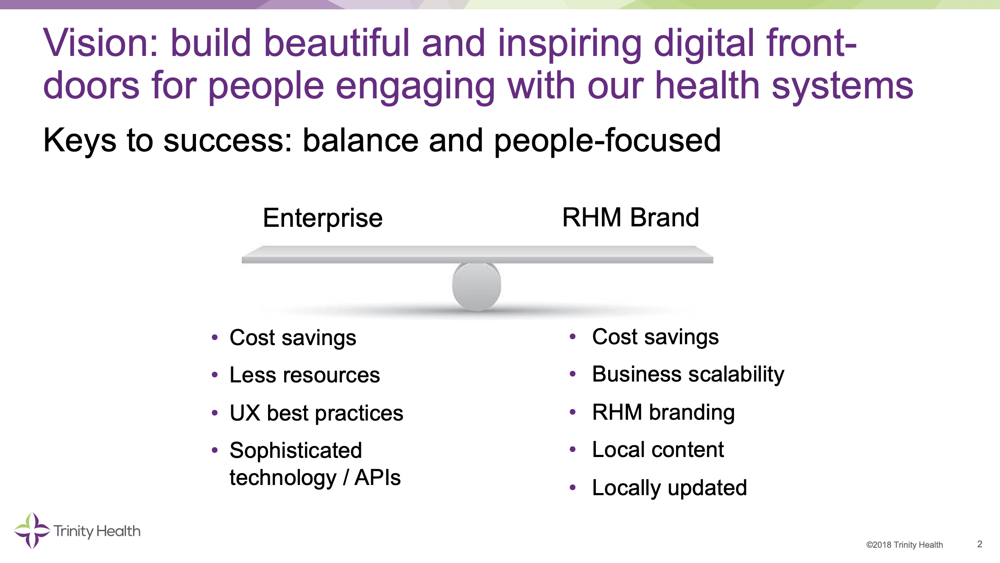 Vision: build beautiful and inspiring digital front-
doors for people engaging with our health systems
Keys to success: balance and people-focused
Enterprise
RHM Brand
• Cost savings
• Less resources
• UX best practices
• Sophisticated
technology / APIs
• Cost savings
• Business scalability
• RHM branding
• Local content
• Locally updated
Trinity Health
©2018 Trinity Health
2